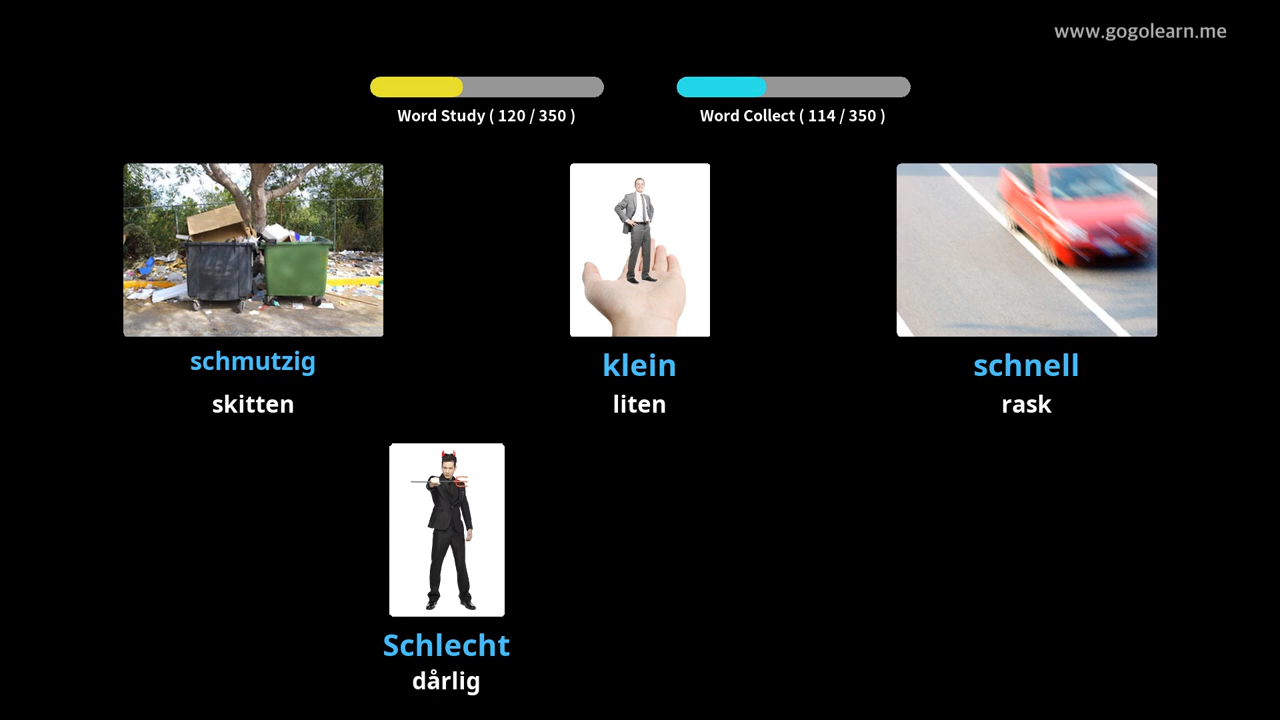 www.gogolearn.me
Word Study ( 120 / 350 )
Word Collect ( 114 / 350 )
schmutzig
skitten
klein
liten
schnell
rask
Schlecht
dårlig